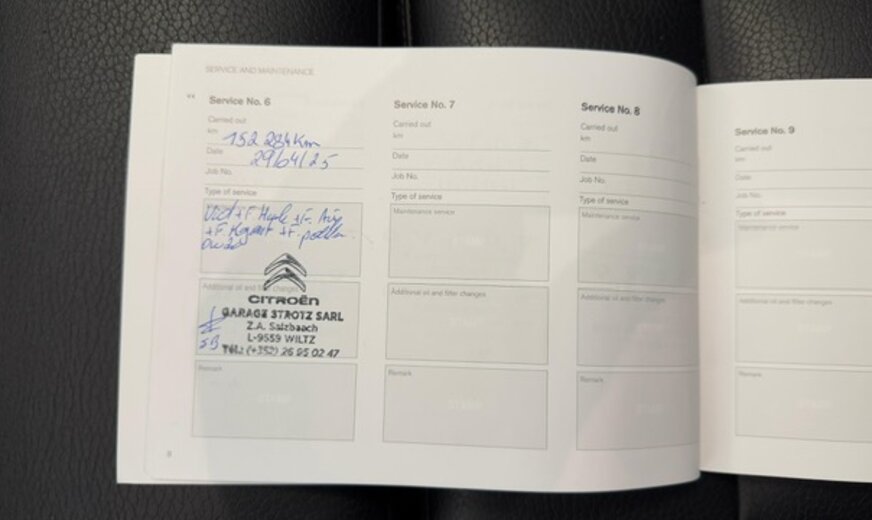 SERVICE AND MAINTENANCE
Service No. 6
Carried out
km 152 284 Km
Date 29/04/25
Job No.
Type of service
+F. +F.
+F. +F.
Additional oil and filter changes
CITROËN
GARAGE STROTZ SARL
Z.A. Salzbaach
L-9559 WILTZ
Tél.: (+352) 26 95 02 47
Remark
8
Service No. 7
Carried out
km
Date
Job No.
Type of service
Maintenance service
Additional oil and filter changes
Remark
Service No. 8
Carried out
km
Date
Job No.
Type of service
Maintenance service
Additional oil and filter changes
Remark
Service No. 9
Carried out
km
Date
Job No.
Type of service
Maintenance service
Additional oil and filter changes
Remark